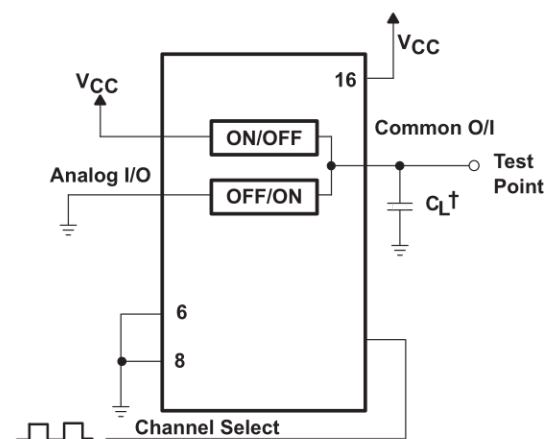 VCC
16
VCC
ON/OFF
Common O/I
Analog I/O
OFF/ON
Test
Point
CL†
6
8
Channel Select